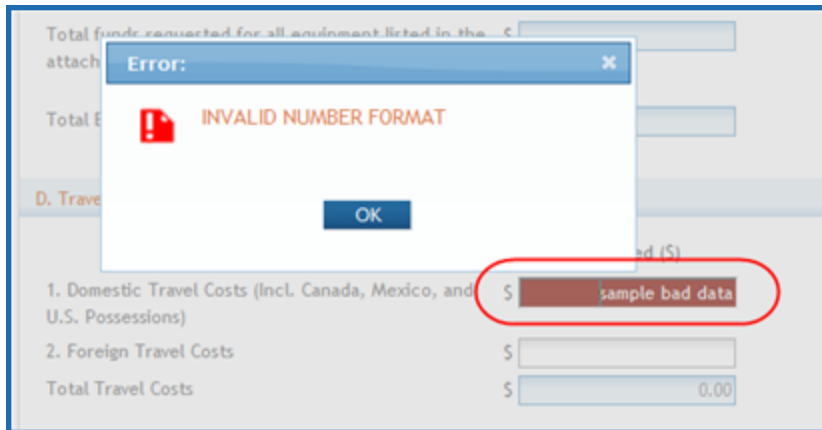 Total funds requested for all equipment listed in the $
attach
Error:
INVALID NUMBER FORMAT
Total E
OK
D. Trave
ed ($)
1. Domestic Travel Costs (Incl. Canada, Mexico, and $ sample bad data
U.S. Possessions)
2. Foreign Travel Costs $
Total Travel Costs $ 0.00